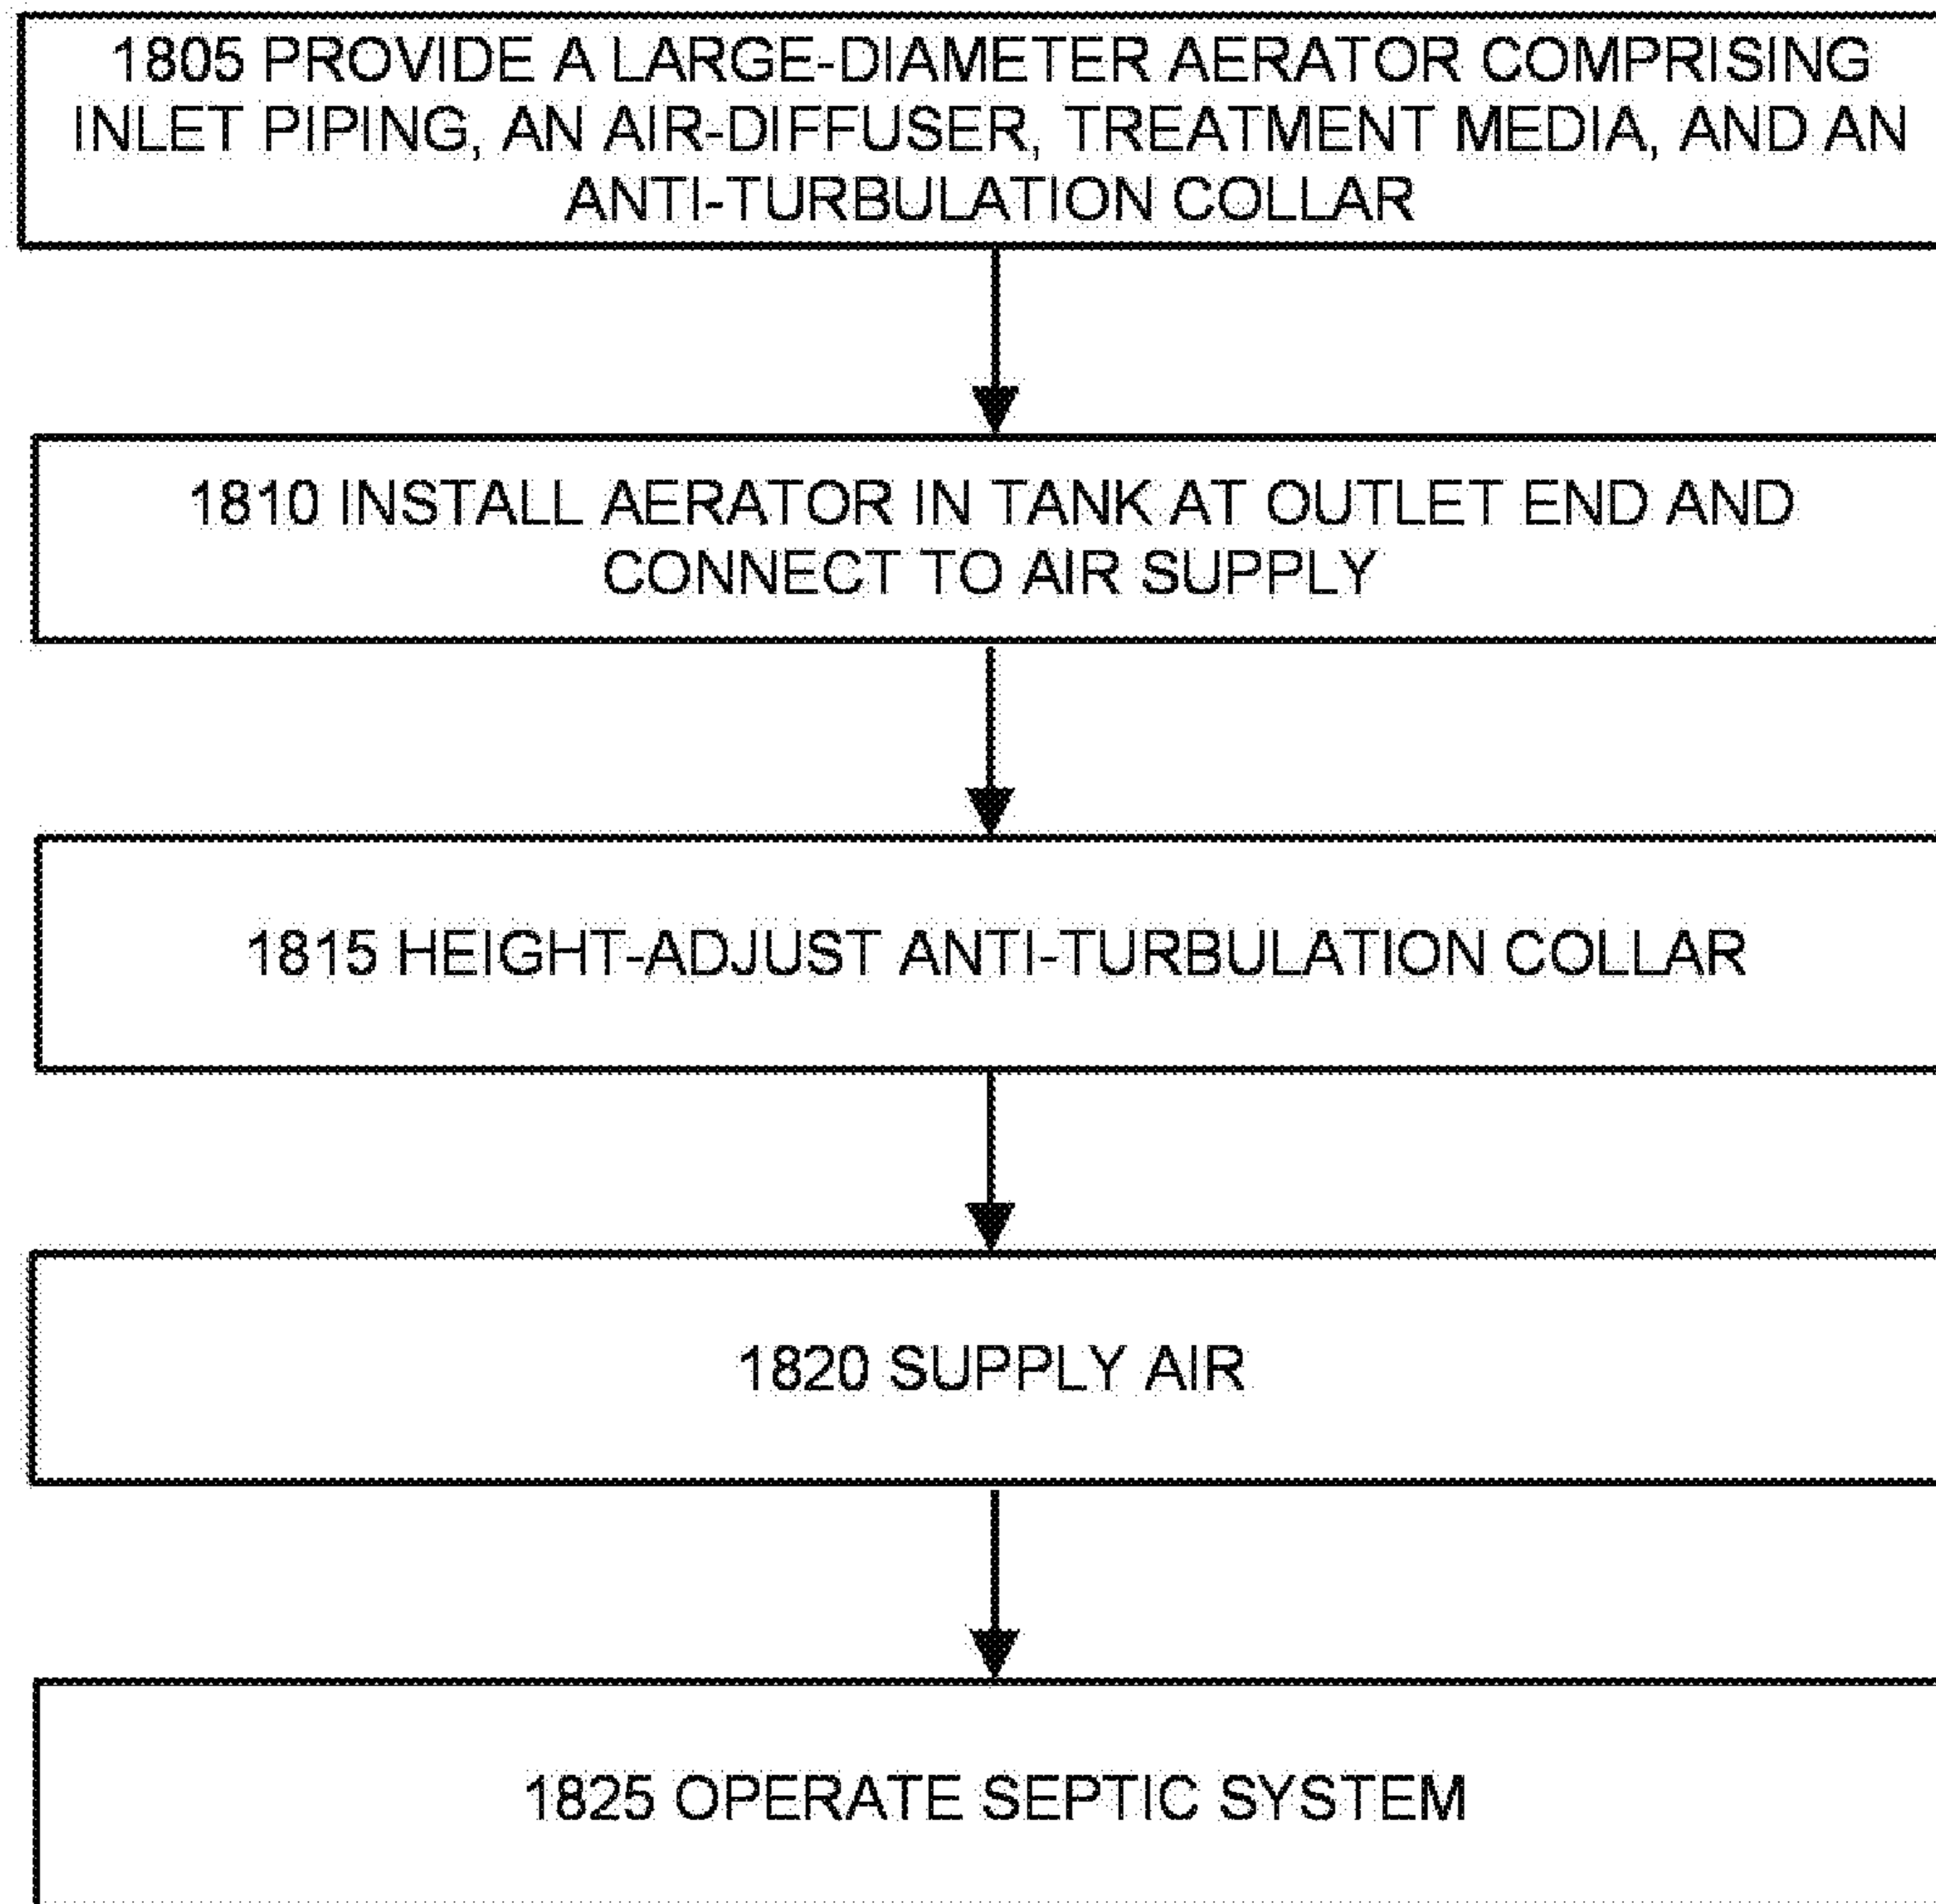 1805 PROVIDE A LARGE-DIAMETER AERATOR COMPRISING
INLET PIPING, AN AIR-DIFFUSER, TREATMENT MEDIA, AND AN
ANTI-TURBULATION COLLAR
1810 INSTALL AERATOR IN TANK AT OUTLET END AND
CONNECT TO AIR SUPPLY
1815 HEIGHT-ADJUST ANTI-TURBULATION COLLAR
1820 SUPPLY AIR
1825 OPERATE SEPTIC SYSTEM